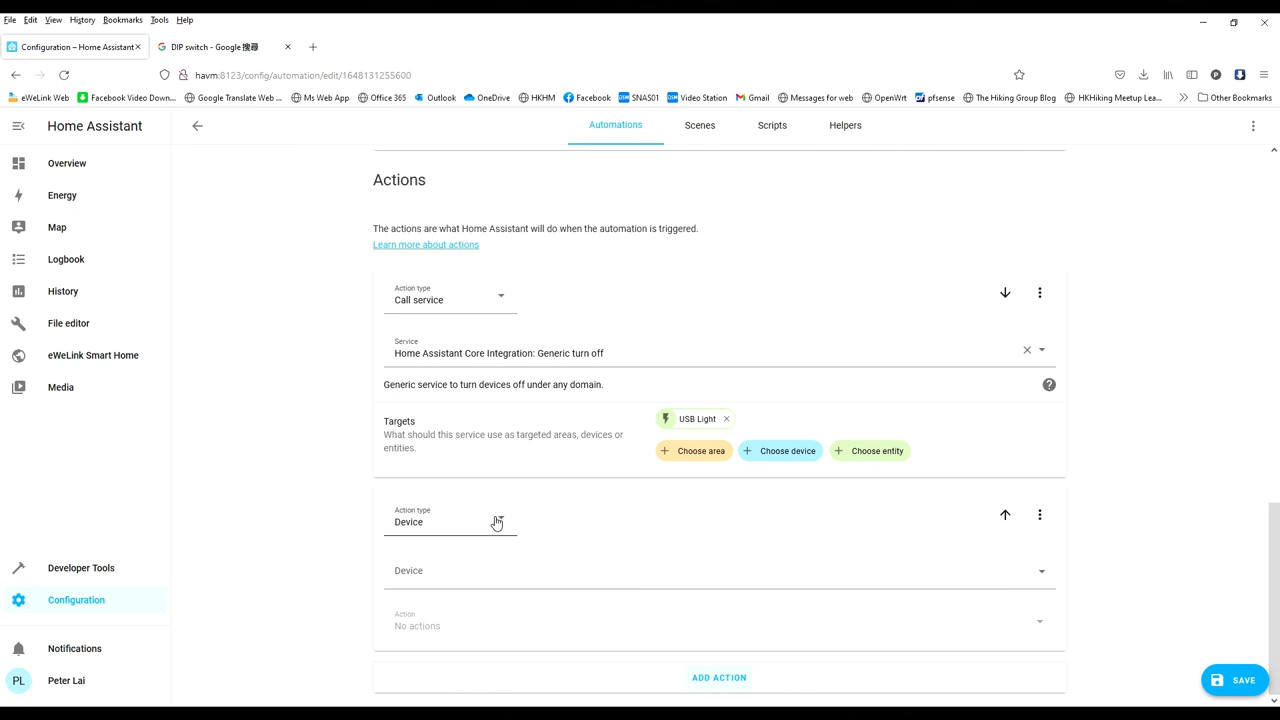 File Edit View History Bookmarks Tools Help
Configuration – Home Assistant
DIP switch - Google 搜尋
havm:8123/config/automation/edit/1648131255600
eWeLink Web
Facebook Video Down...
Google Translate Web ...
Ms Web App
Office 365
Outlook
OneDrive
HKHM
Facebook
SNAS01
Video Station
Gmail
Messages for web
OpenWrt
pfsense
The Hiking Group Blog
HKHiking Meetup Lea...
Other Bookmarks
Home Assistant
Automations
Scenes
Scripts
Helpers
Overview
Energy
Map
Logbook
History
File editor
eWeLink Smart Home
Media
Developer Tools
Configuration
Notifications
PL
Peter Lai
Actions
The actions are what Home Assistant will do when the automation is triggered.
Learn more about actions
Action type
Call service
Service
Home Assistant Core Integration: Generic turn off
Generic service to turn devices off under any domain.
Targets
What should this service use as targeted areas, devices or
entities.
USB Light
Choose area
Choose device
Choose entity
Action type
Device
Device
Action
No actions
ADD ACTION
SAVE